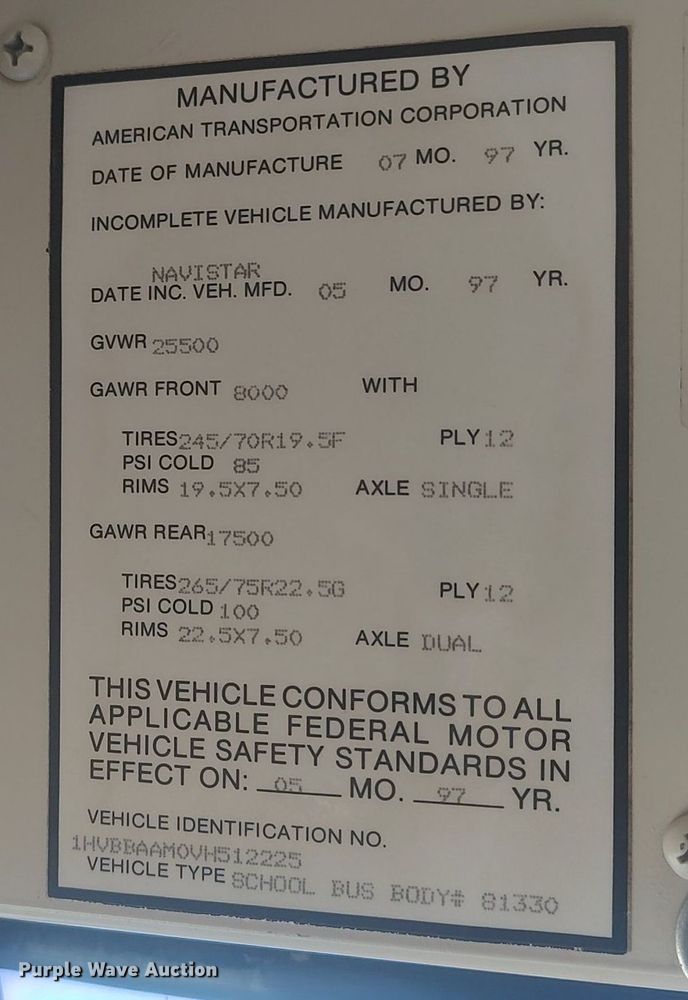 MANUFACTURED BY
AMERICAN TRANSPORTATION CORPORATION
DATE OF MANUFACTURE 07 MO. 97 YR.
INCOMPLETE VEHICLE MANUFACTURED BY:
NAVISTAR
DATE INC. VEH. MFD. 05 MO. 97 YR.
GVWR 25500
GAWR FRONT 8000 WITH
TIRES 245/70R19.5F PLY 12
PSI COLD 85
RIMS 19.5X7.50 AXLE SINGLE
GAWR REAR 17500
TIRES 265/75R22.5G PLY 12
PSI COLD 100
RIMS 22.5X7.50 AXLE DUAL
THIS VEHICLE CONFORMS TO ALL
APPLICABLE FEDERAL MOTOR
VEHICLE SAFETY STANDARDS IN
EFFECT ON: 05 MO. 97 YR.
VEHICLE IDENTIFICATION NO.
1HVBBAAM0VH512225
VEHICLE TYPE SCHOOL BUS BODY# 81330
Purple Wave Auction